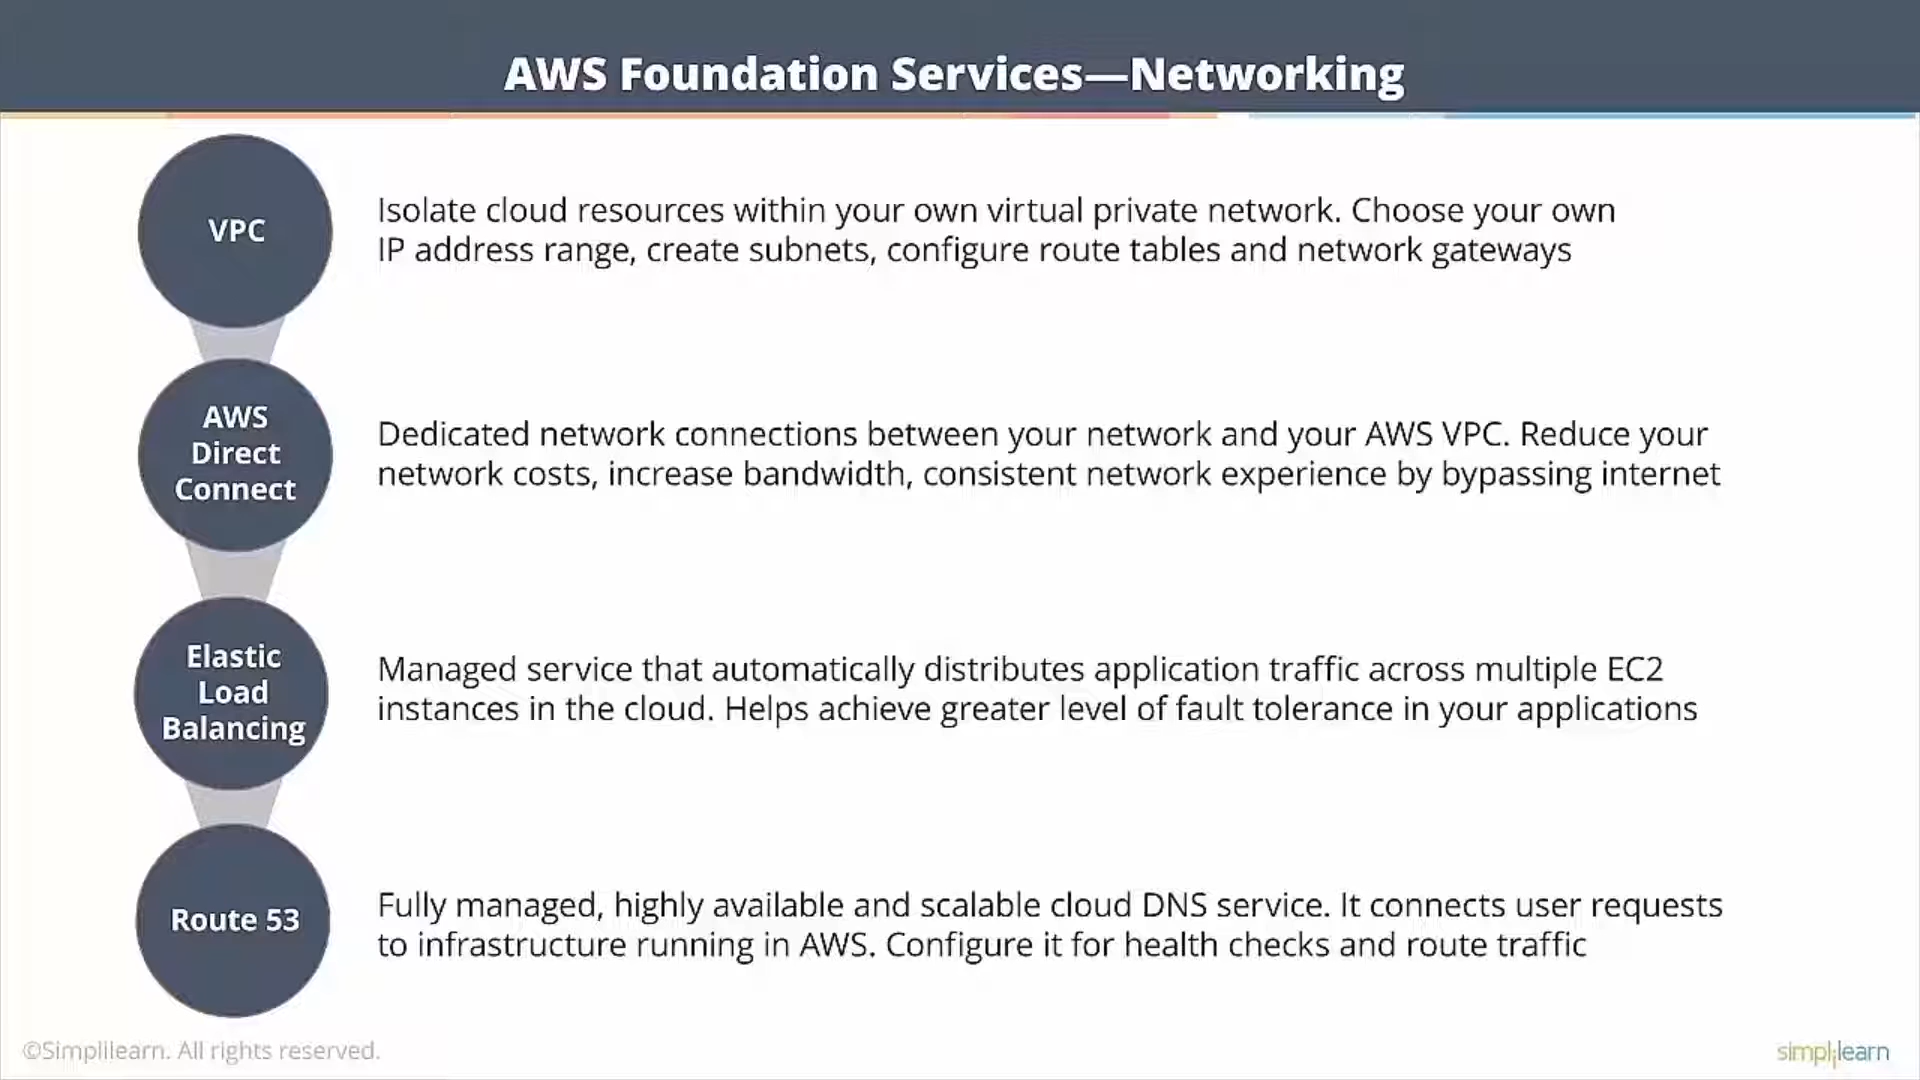 AWS Foundation Services—Networking
VPC
Isolate cloud resources within your own virtual private network. Choose your own
IP address range, create subnets, configure route tables and network gateways
AWS
Direct
Connect
Dedicated network connections between your network and your AWS VPC. Reduce your
network costs, increase bandwidth, consistent network experience by bypassing internet
Elastic
Load
Balancing
Managed service that automatically distributes application traffic across multiple EC2
instances in the cloud. Helps achieve greater level of fault tolerance in your applications
Route 53
Fully managed, highly available and scalable cloud DNS service. It connects user requests
to infrastructure running in AWS. Configure it for health checks and route traffic
©Simplilearn. All rights reserved.
simplilearn